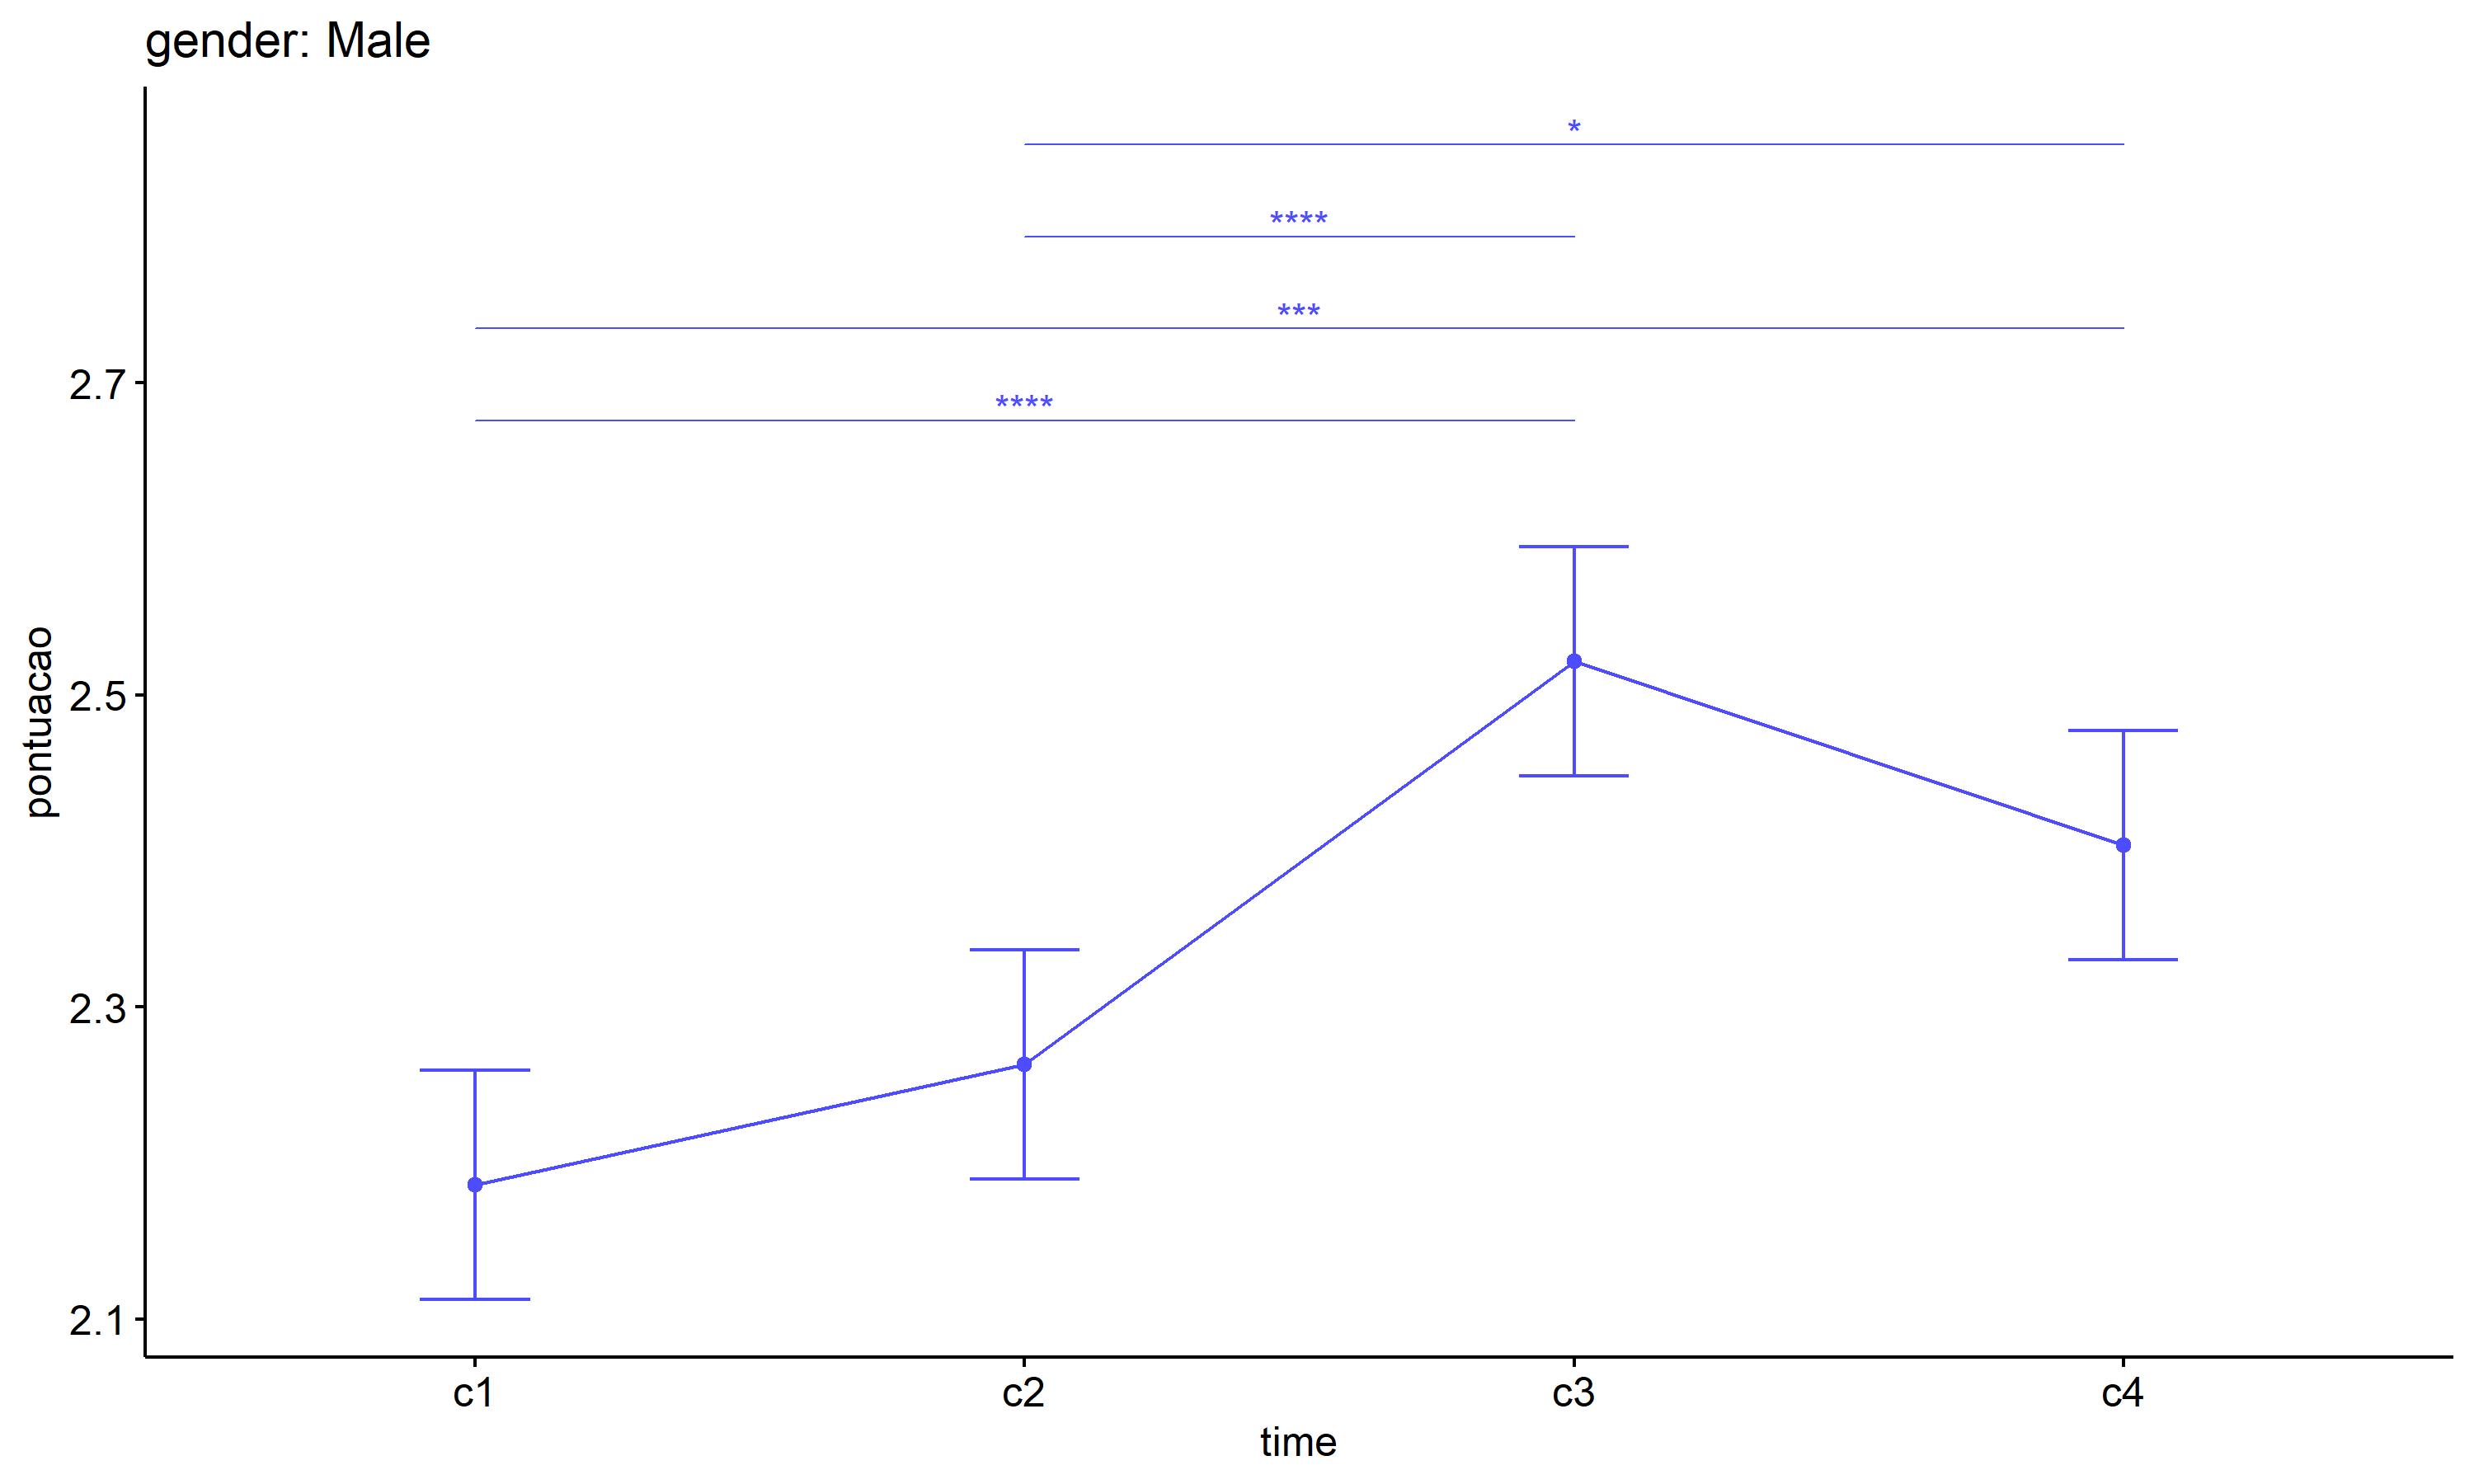 gender: Male
*
****
***
****
2.7
2.5
2.3
2.1
pontuacao
c1 c2 c3 c4
time